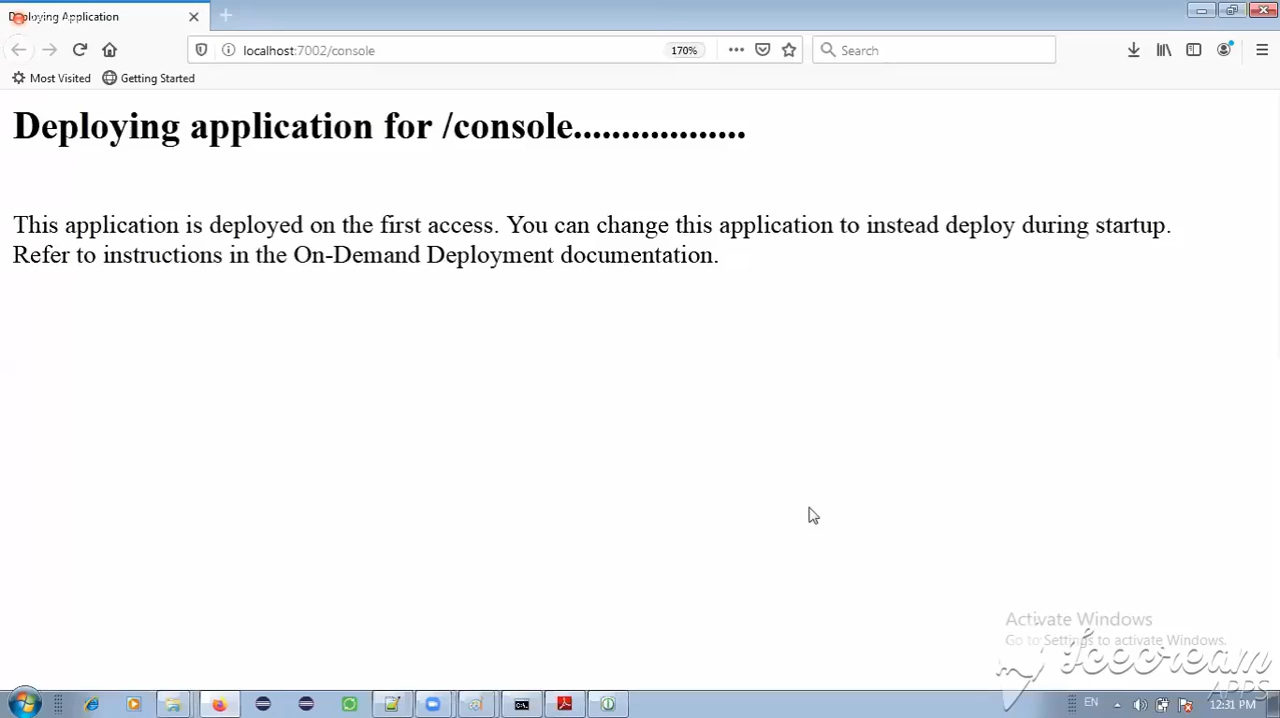 Deploying Application
localhost:7002/console
170%
Search
Most Visited
Getting Started
Deploying application for /console..................
This application is deployed on the first access. You can change this application to instead deploy during startup.
Refer to instructions in the On-Demand Deployment documentation.
Activate Windows
Go to Settings to activate Windows.
Icecream
APPS
EN
12:31 PM